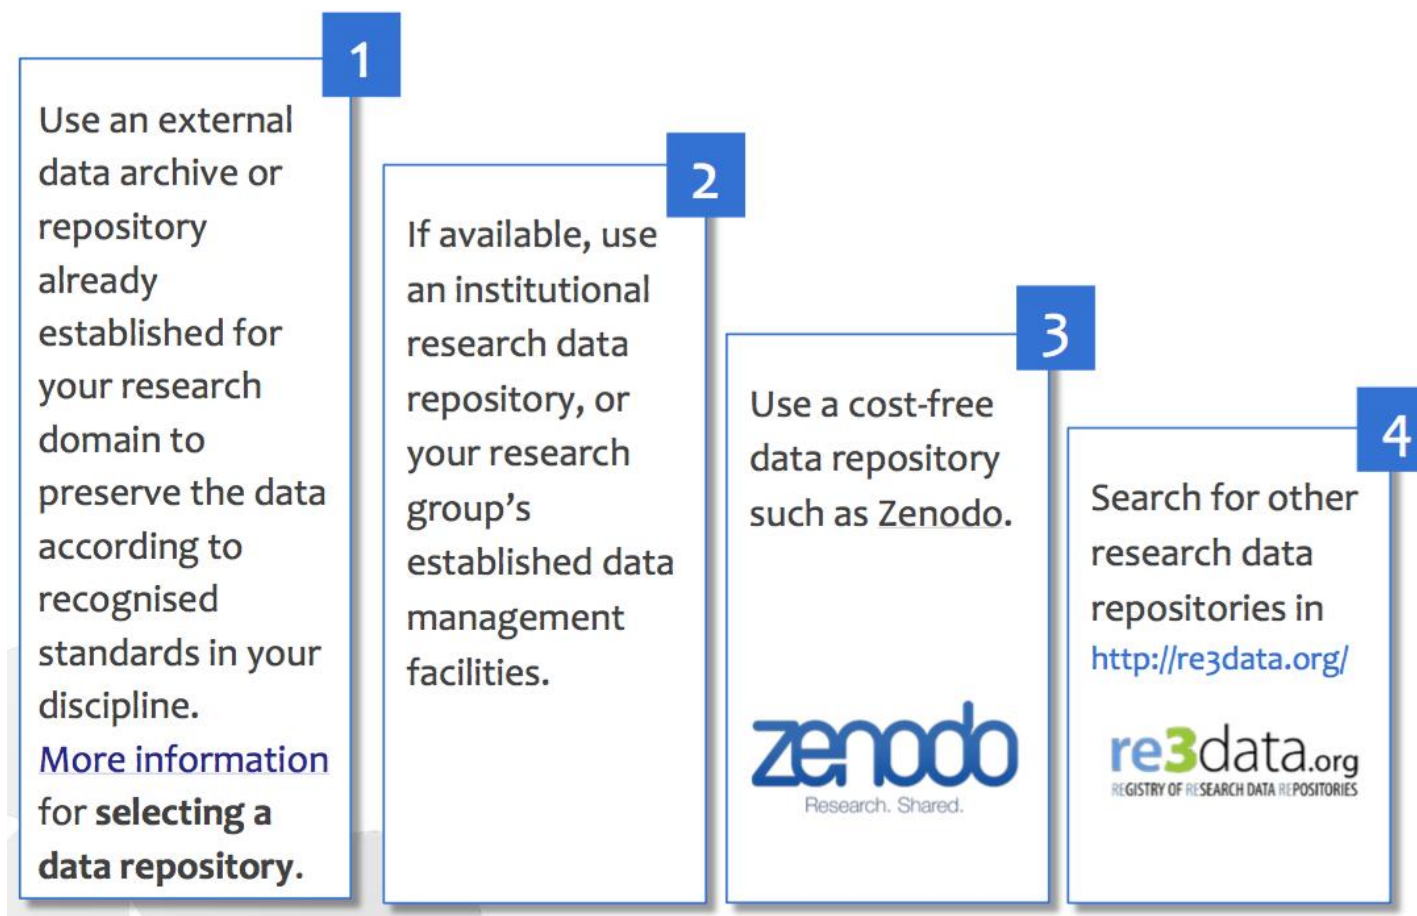 1
Use an external
data archive or
repository
already
established for
your research
domain to
preserve the data
according to
recognised
standards in your
discipline.
More information
for selecting a
data repository.
2
If available, use
an institutional
research data
repository, or
your research
group's
established data
management
facilities.
3
Use a cost-free
data repository
such as Zenodo.
zenodo
Research. Shared.
4
Search for other
research data
repositories in
http://re3data.org/
re3data.org
REGISTRY OF RESEARCH DATA REPOSITORIES